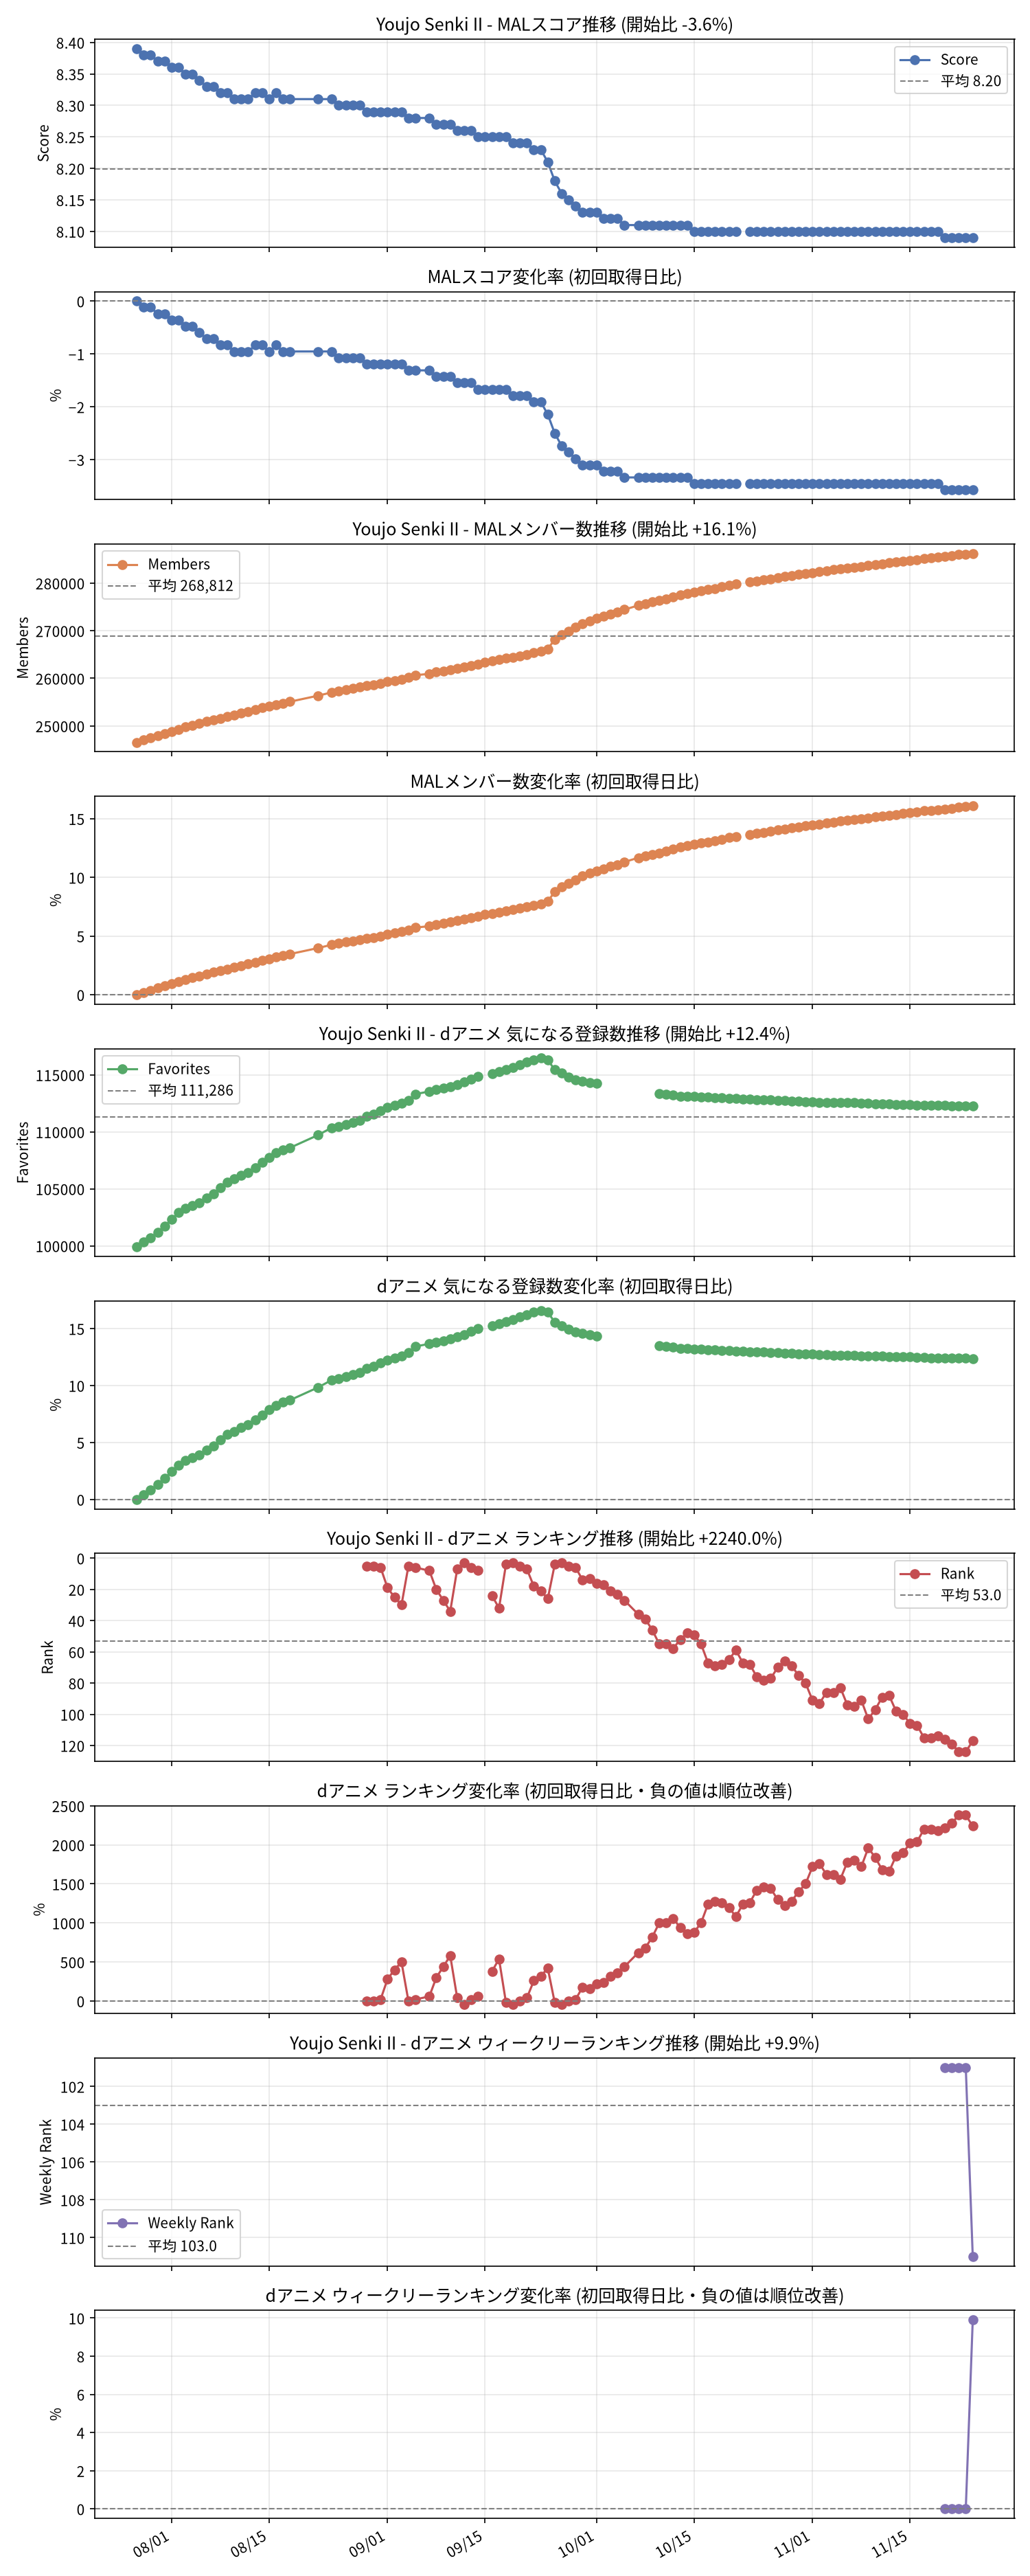 Youjo Senki II - MALスコア推移 (開始比 -3.6%)
8.40
8.35
8.30
8.25
8.20
8.15
8.10
Score
Score
平均 8.20
MALスコア変化率 (初回取得日比)
0
−1
−2
−3
%
Youjo Senki II - MALメンバー数推移 (開始比 +16.1%)
280000
270000
260000
250000
Members
Members
平均 268,812
MALメンバー数変化率 (初回取得日比)
15
10
5
0
%
Youjo Senki II - dアニメ 気になる登録数推移 (開始比 +12.4%)
115000
110000
105000
100000
Favorites
Favorites
平均 111,286
dアニメ 気になる登録数変化率 (初回取得日比)
15
10
5
0
%
Youjo Senki II - dアニメ ランキング推移 (開始比 +2240.0%)
0
20
40
60
80
100
120
Rank
Rank
平均 53.0
dアニメ ランキング変化率 (初回取得日比・負の値は順位改善)
2500
2000
1500
1000
500
0
%
Youjo Senki II - dアニメ ウィークリーランキング推移 (開始比 +9.9%)
102
104
106
108
110
Weekly Rank
Weekly Rank
平均 103.0
dアニメ ウィークリーランキング変化率 (初回取得日比・負の値は順位改善)
10
8
6
4
2
0
%
08/01
08/15
09/01
09/15
10/01
10/15
11/01
11/15